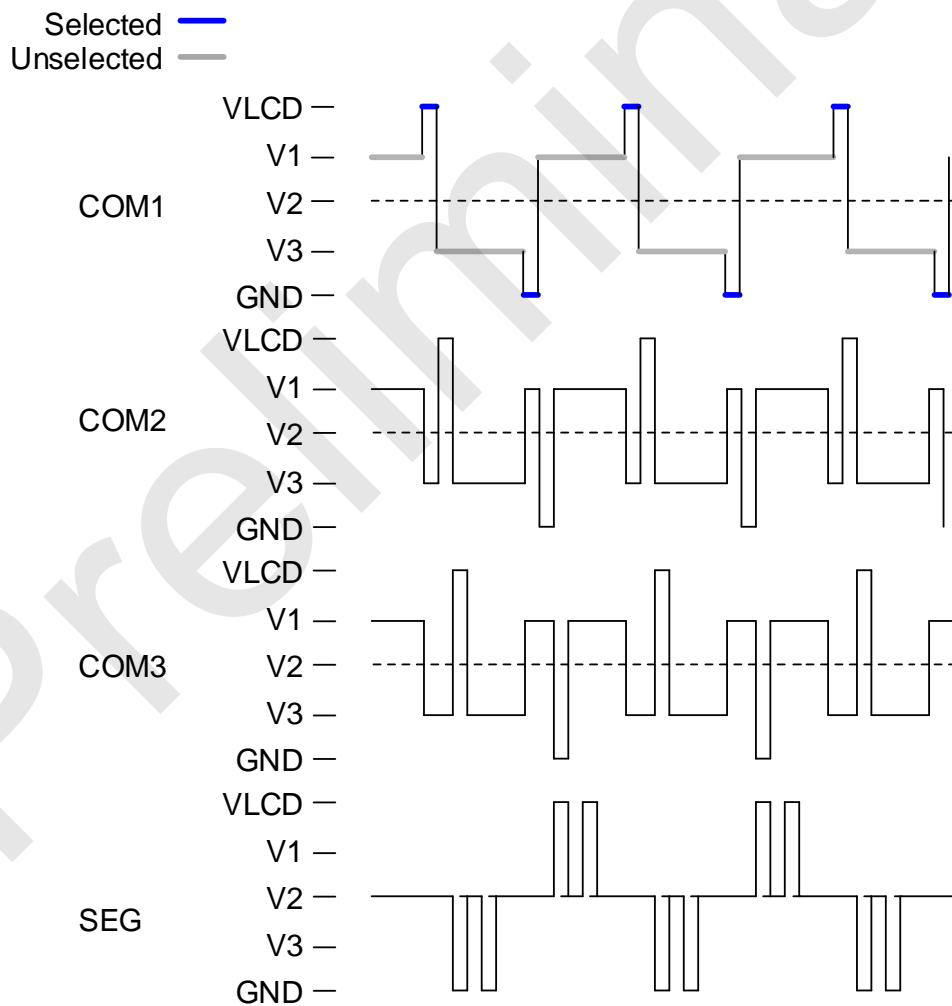 Selected
Unselected
VLCD
V1
COM1
V2
V3
GND
VLCD
V1
COM2
V2
V3
GND
VLCD
V1
COM3
V2
V3
GND
VLCD
V1
V2
SEG
V3
GND
Prelimina